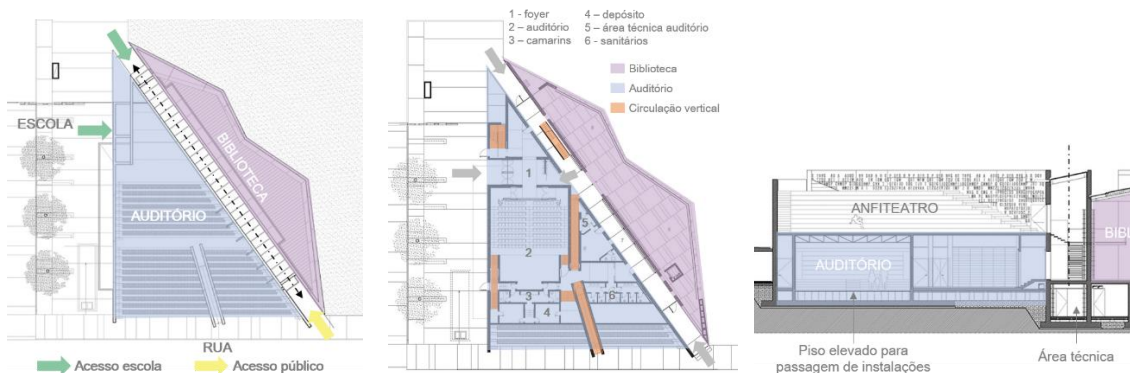 ESCOLA
BIBLIOTECA
AUDITÓRIO
RUA
Acesso escola
Acesso público
1 - foyer
2 – auditório
3 – camarins
4 – depósito
5 – área técnica auditório
6 - sanitários
Biblioteca
Auditório
Circulação vertical
1
2
3
4
5
6
ANFITEATRO
AUDITÓRIO
BIBL
Piso elevado para
passagem de instalações
Área técnica